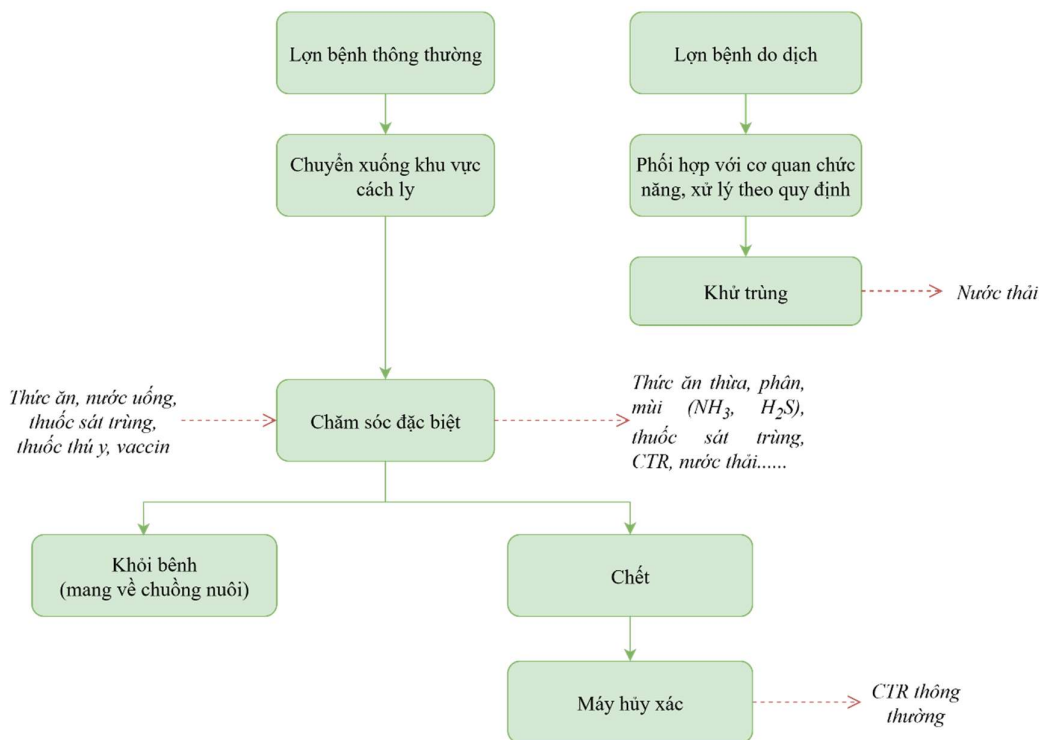 Lợn bệnh thông thường
Lợn bệnh do dịch
Chuyển xuống khu vực
cách ly
Phối hợp với cơ quan chức
năng, xử lý theo quy định
Khử trùng
Nước thải
Thức ăn, nước uống,
thuốc sát trùng,
thuốc thú y, vaccin
Chăm sóc đặc biệt
Thức ăn thừa, phân,
mùi (NH3, H2S),
thuốc sát trùng,
CTR, nước thải......
Khỏi bênh
(mang về chuồng nuôi)
Chết
Máy hủy xác
CTR thông
thường